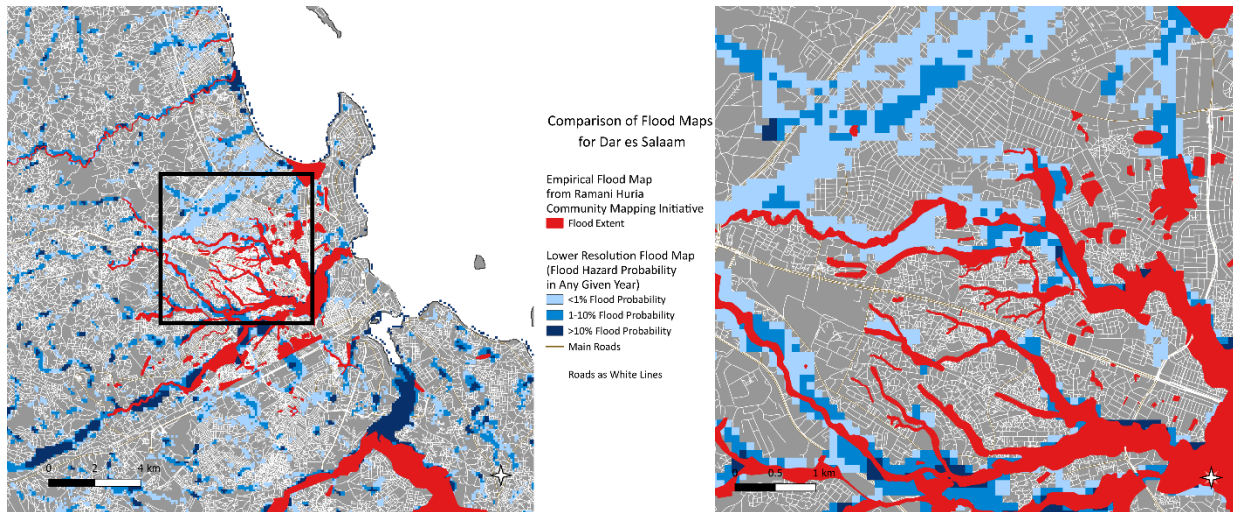 Comparison of Flood Maps
for Dar es Salaam
Empirical Flood Map
from Ramani Huria
Community Mapping Initiative
Flood Extent
Lower Resolution Flood Map
(Flood Hazard Probability
in Any Given Year)
<1% Flood Probability
1-10% Flood Probability
>10% Flood Probability
Main Roads
Roads as White Lines
0 2 4 km
0 0.5 1 km